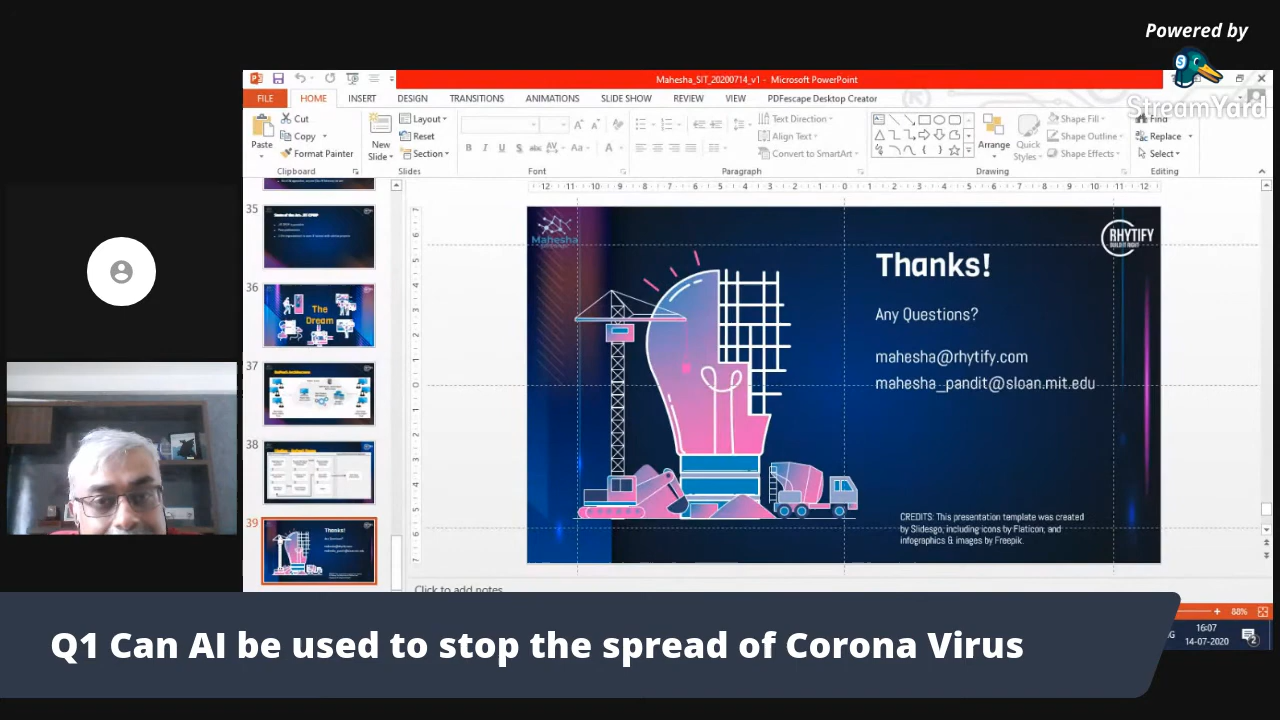 Powered by
StreamYard
Mahesha_SIT_20200714_v1 - Microsoft PowerPoint
FILE
HOME
INSERT
DESIGN
TRANSITIONS
ANIMATIONS
SLIDE SHOW
REVIEW
VIEW
PDFescape Desktop Creator
Paste
Cut
Copy
Format Painter
Clipboard
New
Slide
Layout
Reset
Section
Slides
Font
Text Direction
Align Text
Convert to SmartArt
Paragraph
Arrange
Quick
Styles
Shape Fill
Shape Outline
Shape Effects
Drawing
Find
Replace
Select
Editing
35
36
The
Dream
37
38
39
Thanks!
Mahesha
RHYTIFY
Thanks!
Any Questions?
mahesha@rhytify.com
mahesha_pandit@sloan.mit.edu
CREDITS: This presentation template was created
by Slidesgo, including icons by Flaticon, and
infographics & images by Freepik.
Click to add notes
88%
16:07
14-07-2020
Q1 Can AI be used to stop the spread of Corona Virus